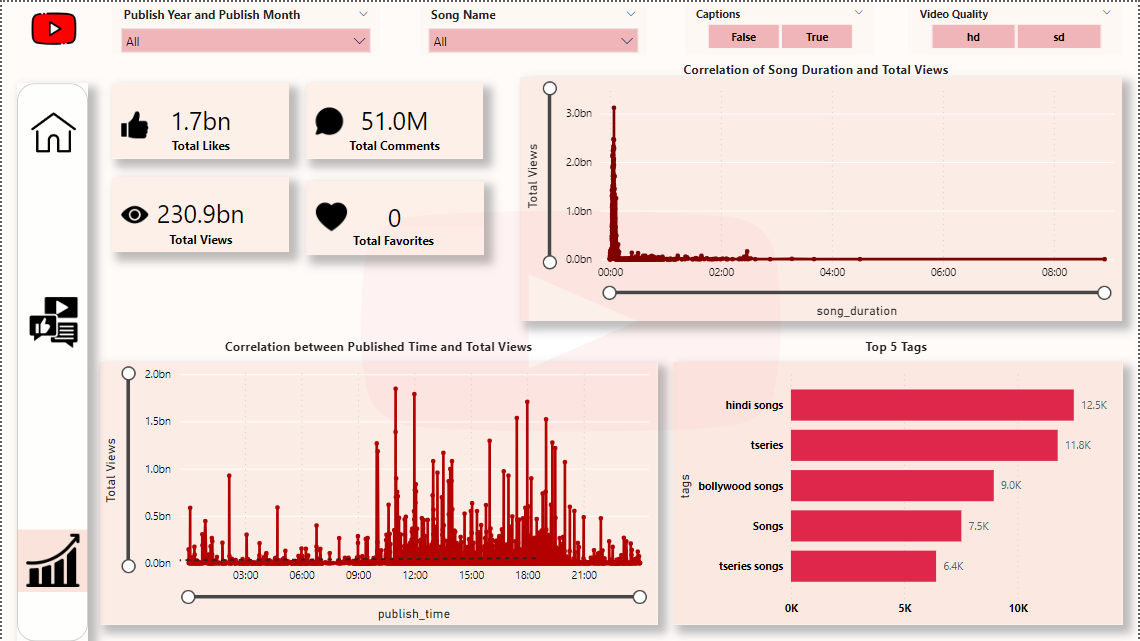 Publish Year and Publish Month
All
Song Name
All
Captions
False
True
Video Quality
hd
sd
1.7bn
Total Likes
51.0M
Total Comments
230.9bn
Total Views
0
Total Favorites
Correlation of Song Duration and Total Views
Total Views
3.0bn
2.0bn
1.0bn
0.0bn
00:00
02:00
04:00
06:00
08:00
song_duration
Correlation between Published Time and Total Views
Total Views
2.0bn
1.5bn
1.0bn
0.5bn
0.0bn
03:00
06:00
09:00
12:00
15:00
18:00
21:00
publish_time
Top 5 Tags
tags
hindi songs
12.5K
tseries
11.8K
bollywood songs
9.0K
Songs
7.5K
tseries songs
6.4K
0K
5K
10K